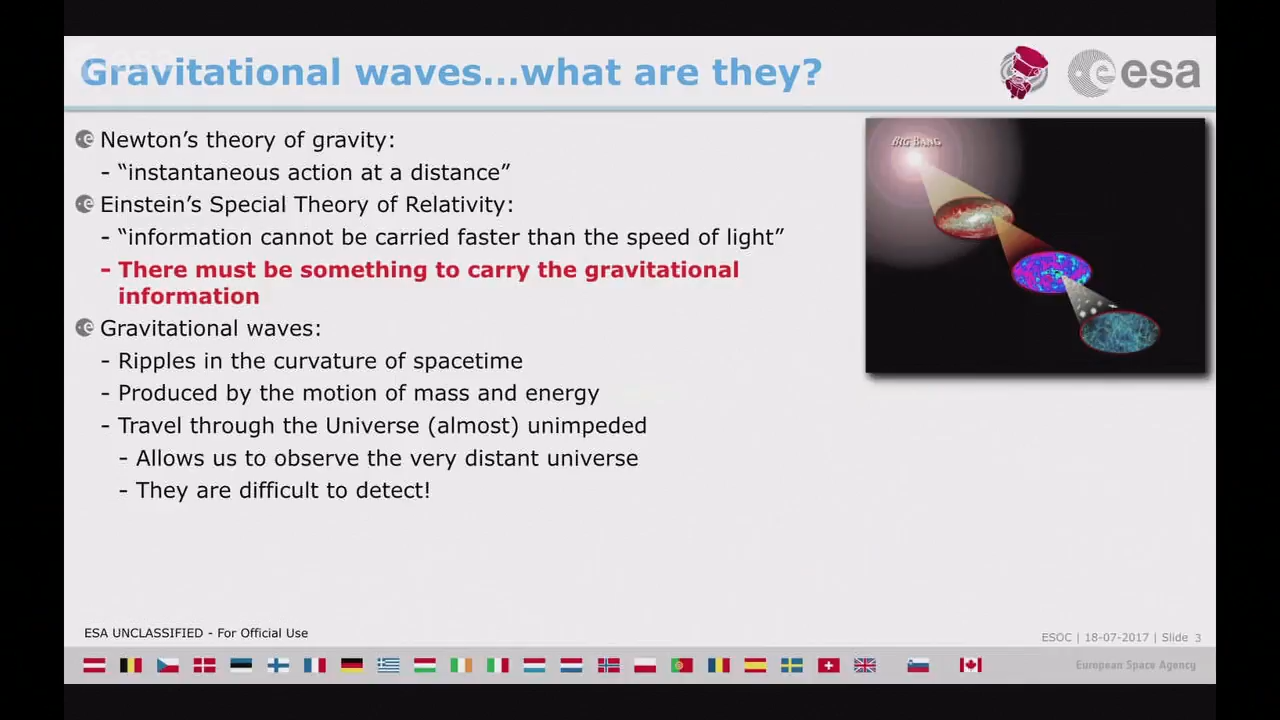 Gravitational waves...what are they?
esa
Newton’s theory of gravity:
- “instantaneous action at a distance”
Einstein’s Special Theory of Relativity:
- “information cannot be carried faster than the speed of light”
- There must be something to carry the gravitational
information
Gravitational waves:
- Ripples in the curvature of spacetime
- Produced by the motion of mass and energy
- Travel through the Universe (almost) unimpeded
- Allows us to observe the very distant universe
- They are difficult to detect!
BIG BANG
ESA UNCLASSIFIED - For Official Use
ESOC | 18-07-2017 | Slide 3
European Space Agency